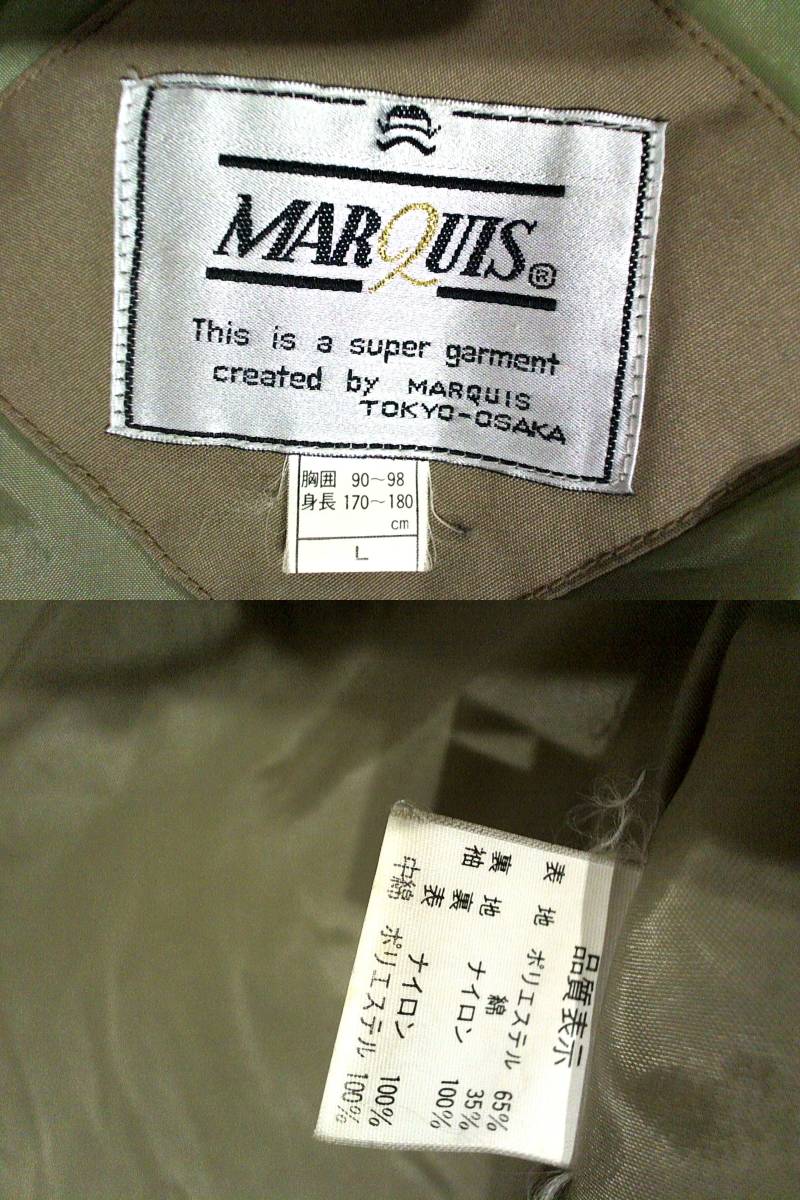 MARQUIS®
This is a super garment
created by MARQUIS
TOKYO-OSAKA
胸囲 90～98
身長 170～180
cm
L
品質表示
表地 ポリエステル 65%
綿 35%
裏地 ナイロン 100%
袖裏表 ナイロン 100%
中綿 ポリエステル 100%